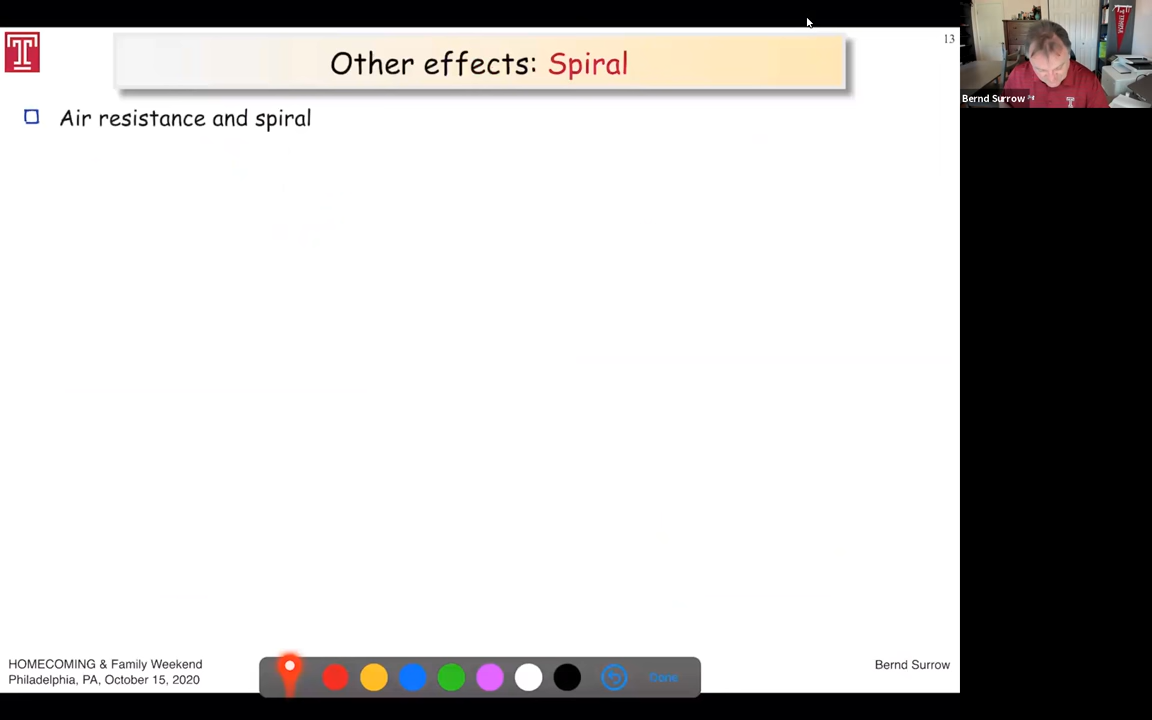 T
Other effects: Spiral
13
Air resistance and spiral
Bernd Surrow
HOMECOMING & Family Weekend
Philadelphia, PA, October 15, 2020
Done
Bernd Surrow